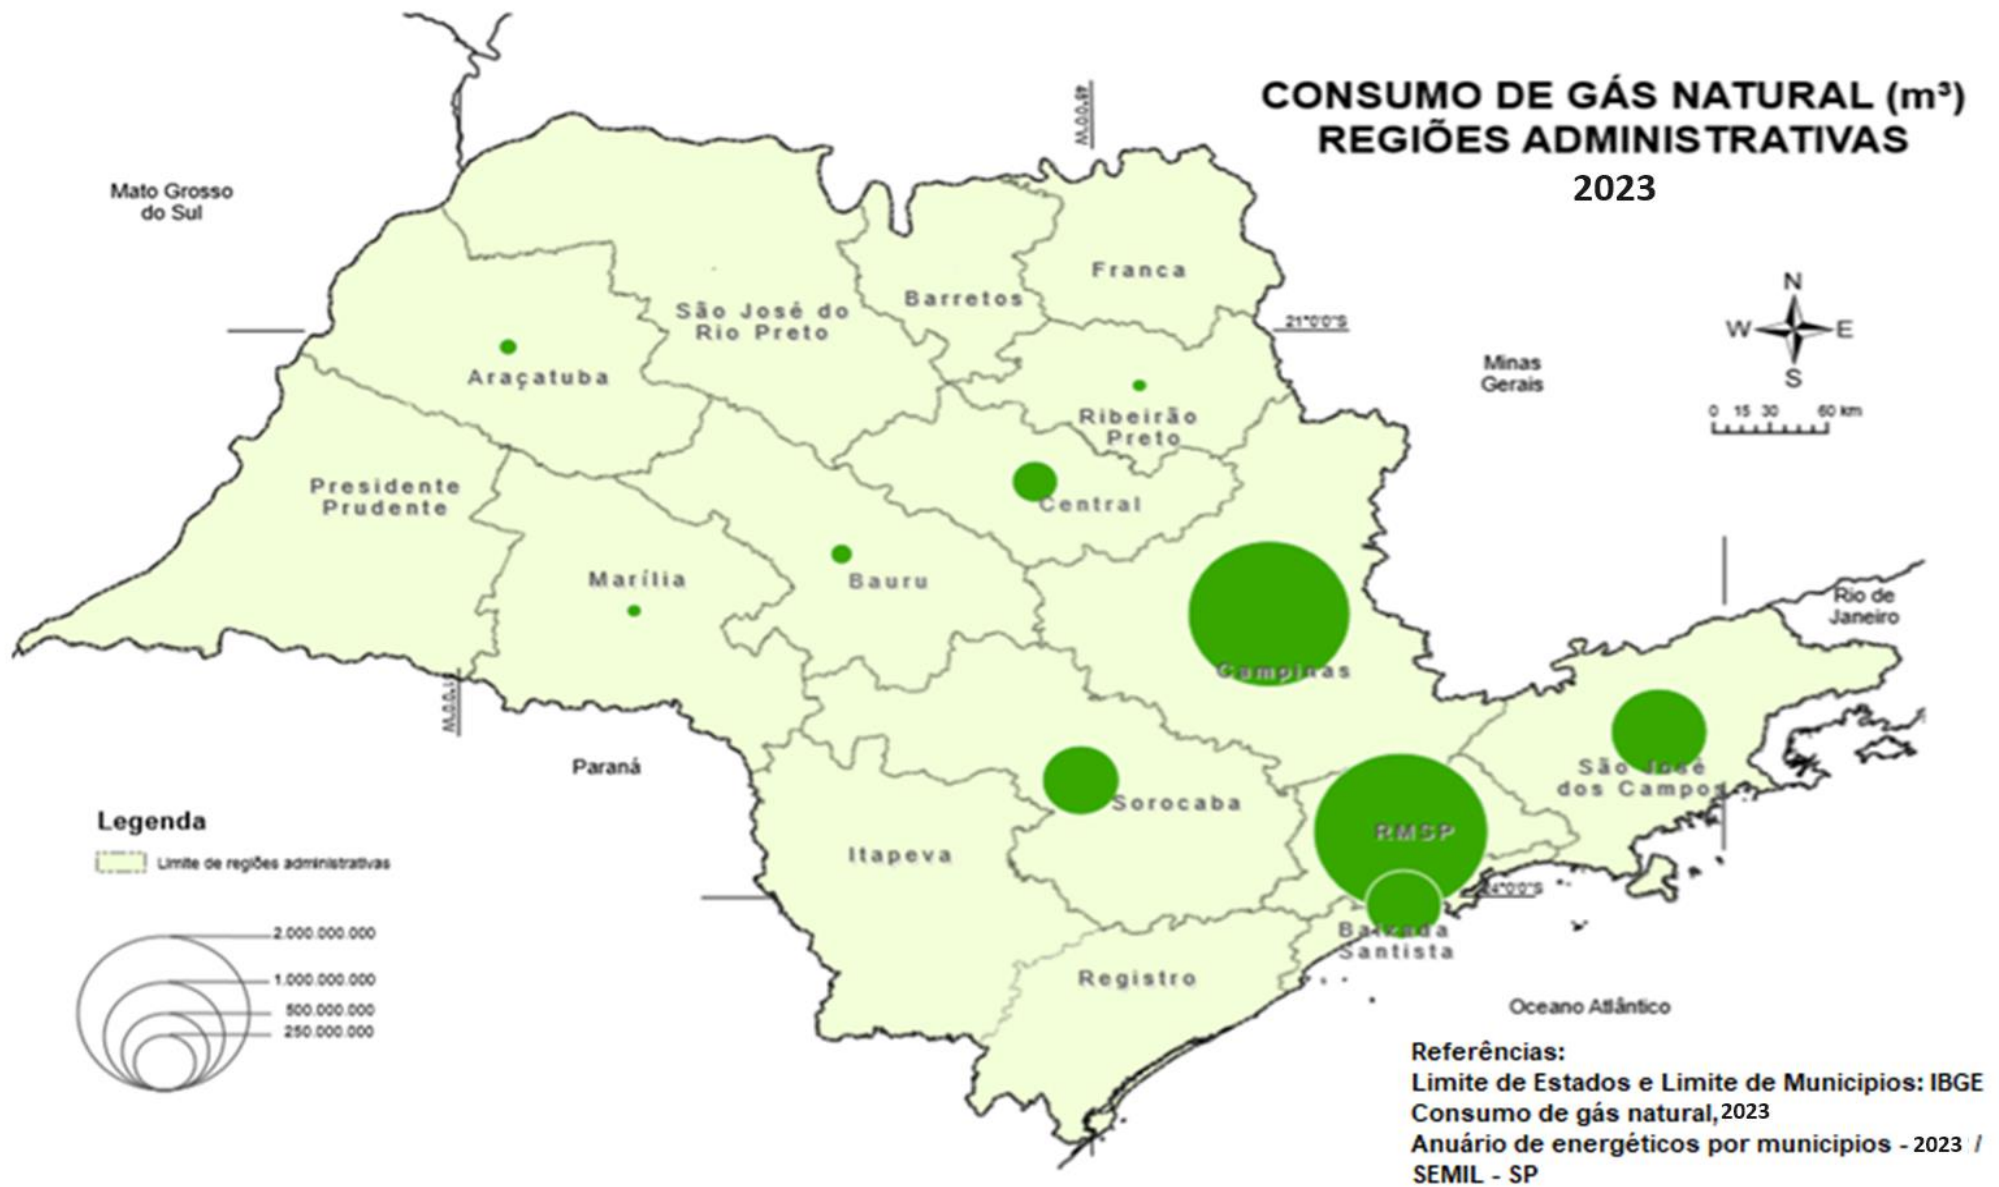 CONSUMO DE GÁS NATURAL (m³)
REGIÕES ADMINISTRATIVAS
2023
48°0'0"W
Mato Grosso
do Sul
Franca
Barretos
São José do
Rio Preto
21°0'0"S
N
W
E
S
0 15 30 60 km
Minas
Gerais
Araçatuba
Ribeirão
Preto
Presidente
Prudente
Central
Marília
Bauru
Rio de
Janeiro
Campinas
Paraná
São José
dos Campos
Sorocaba
RMSP
Itapeva
24°0'0"S
Baixada
Santista
Registro
Oceano Atlântico
Legenda
Limite de regiões administrativas
2.000.000.000
1.000.000.000
500.000.000
250.000.000
Referências:
Limite de Estados e Limite de Municipios: IBGE
Consumo de gás natural,2023
Anuário de energéticos por municipios - 2023 /
SEMIL - SP